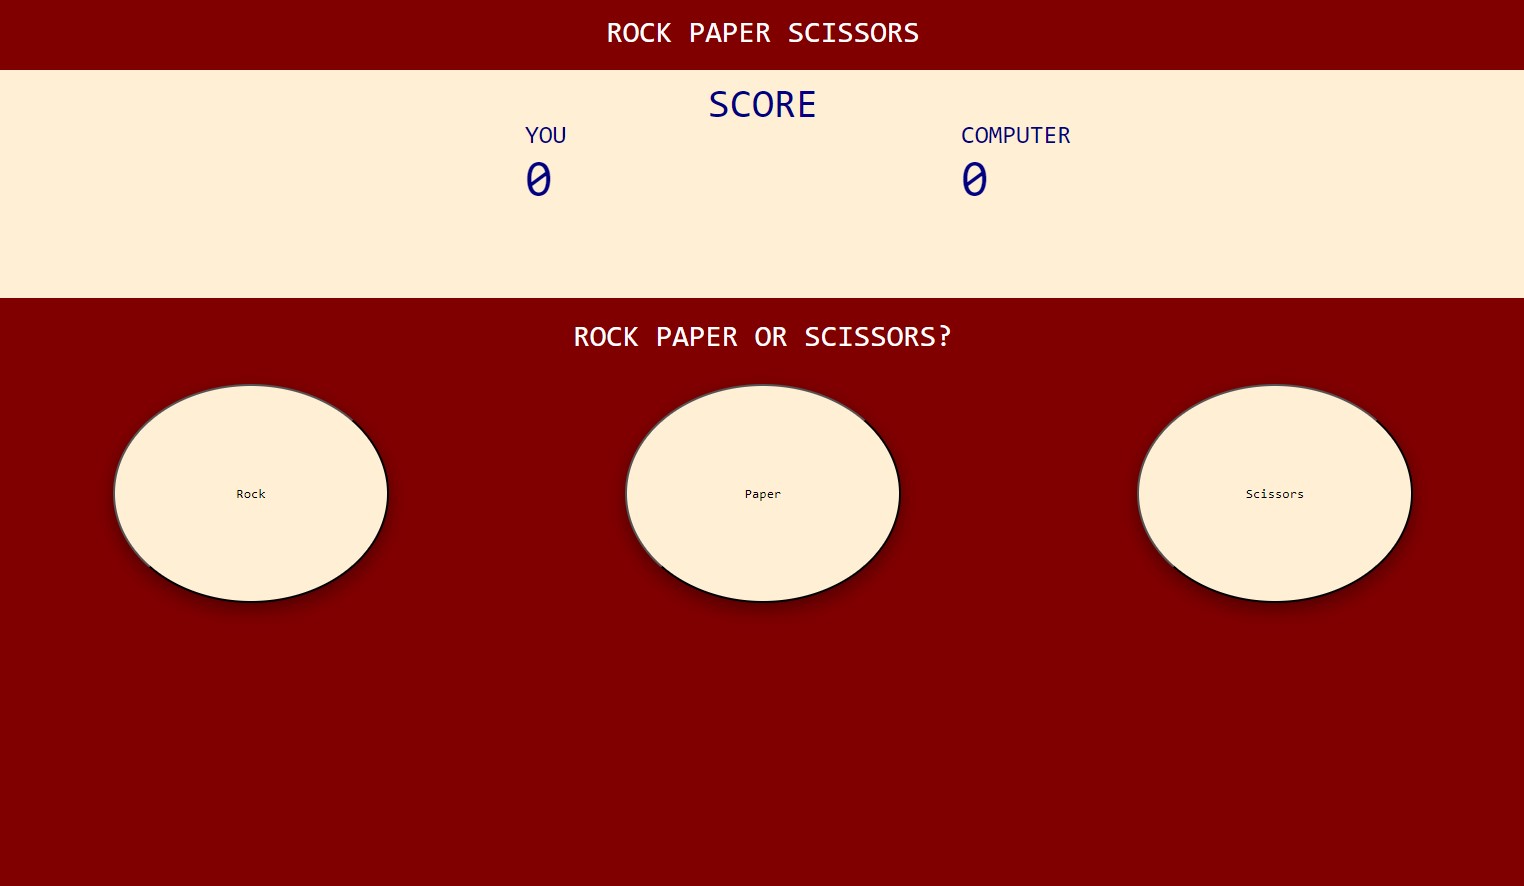 ROCK PAPER SCISSORS
SCORE
YOU COMPUTER
0 0
ROCK PAPER OR SCISSORS?
Rock Paper Scissors